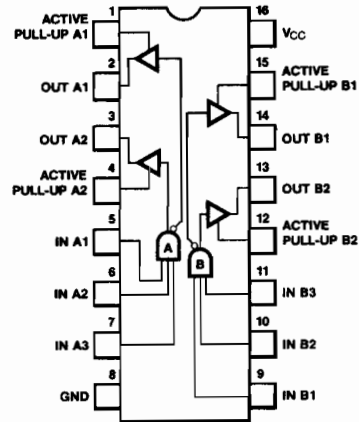 1
ACTIVE
PULL-UP A1
2
OUT A1
3
OUT A2
4
ACTIVE
PULL-UP A2
5
IN A1
6
IN A2
7
IN A3
8
GND
16
VCC
15
ACTIVE
PULL-UP B1
14
OUT B1
13
OUT B2
12
ACTIVE
PULL-UP B2
11
IN B3
10
IN B2
9
IN B1
A
B